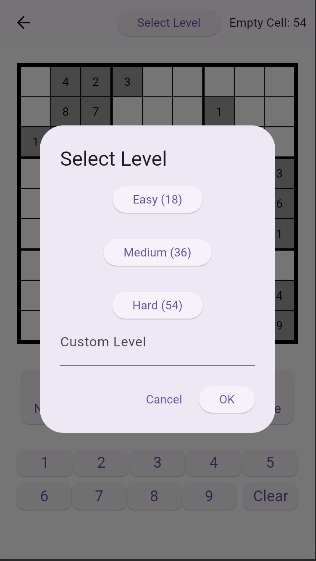 Select Level Empty Cell: 54
4 2 3
8 7 1
1
Select Level
Easy (18)
3
6
Medium (36)
1
Hard (54)
4
9
Custom Level
Cancel OK
1 2 3 4 5
6 7 8 9 Clear